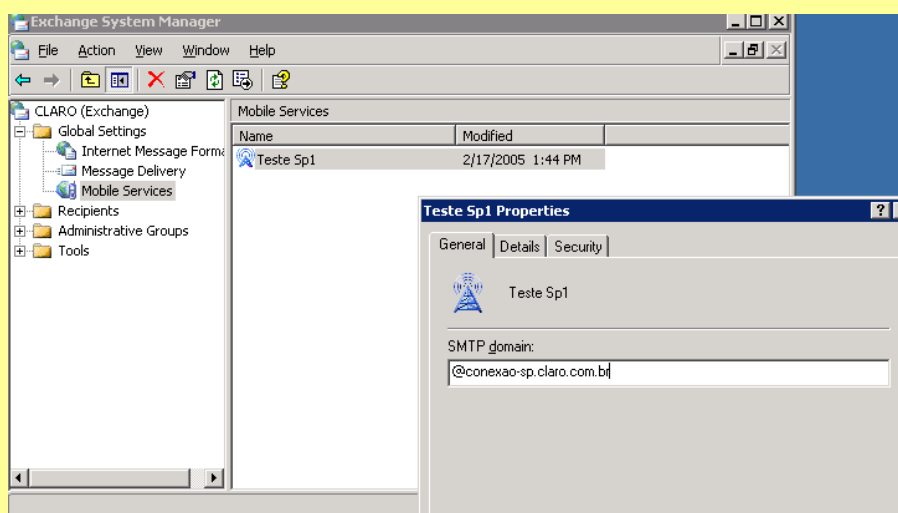 Exchange System Manager
File Action View Window Help
CLARO (Exchange)
Global Settings
Internet Message Forma
Message Delivery
Mobile Services
Recipients
Administrative Groups
Tools
Mobile Services
Name Modified
Teste Sp1 2/17/2005 1:44 PM
Teste Sp1 Properties
General Details Security
Teste Sp1
SMTP domain:
@conexao-sp.claro.com.br